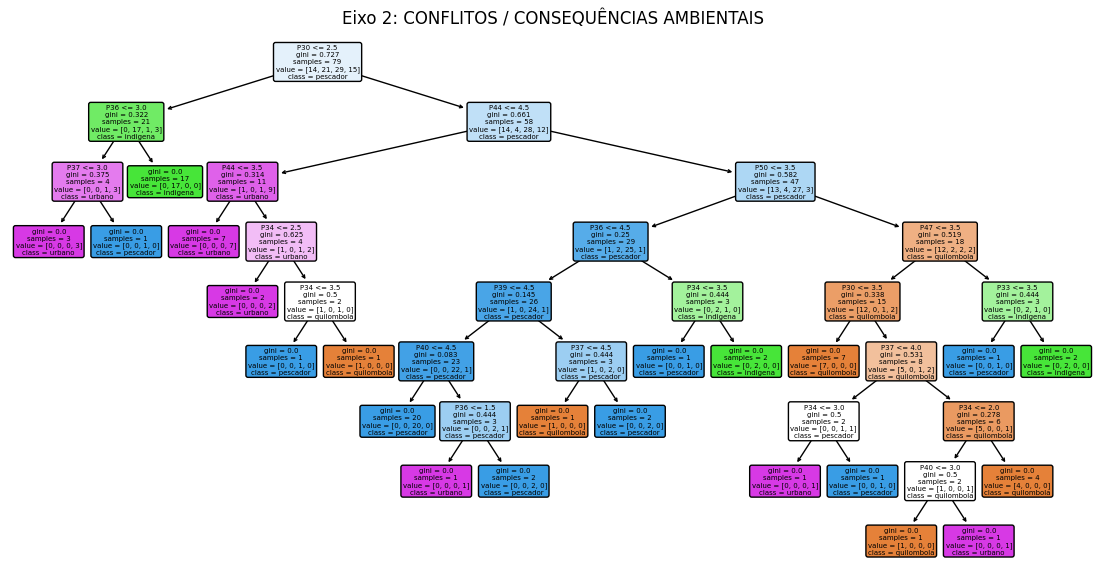 Eixo 2: CONFLITOS / CONSEQUÊNCIAS AMBIENTAIS
P30 <= 2.5
gini = 0.727
samples = 79
value = [14, 21, 29, 15]
class = pescador
P36 <= 3.0
gini = 0.322
samples = 21
value = [0, 17, 1, 3]
class = indigena
P44 <= 4.5
gini = 0.661
samples = 58
value = [14, 4, 28, 12]
class = pescador
P37 <= 3.0
gini = 0.375
samples = 4
value = [0, 0, 1, 3]
class = urbano
gini = 0.0
samples = 17
value = [0, 17, 0, 0]
class = indigena
P44 <= 3.5
gini = 0.314
samples = 11
value = [1, 0, 1, 9]
class = urbano
P50 <= 3.5
gini = 0.582
samples = 47
value = [13, 4, 27, 3]
class = pescador
gini = 0.0
samples = 3
value = [0, 0, 0, 3]
class = urbano
gini = 0.0
samples = 1
value = [0, 0, 1, 0]
class = pescador
gini = 0.0
samples = 7
value = [0, 0, 0, 7]
class = urbano
P34 <= 2.5
gini = 0.625
samples = 4
value = [1, 0, 1, 2]
class = urbano
P36 <= 4.5
gini = 0.25
samples = 29
value = [1, 2, 25, 1]
class = pescador
P47 <= 3.5
gini = 0.519
samples = 18
value = [12, 2, 2, 2]
class = quilombola
gini = 0.0
samples = 2
value = [0, 0, 0, 2]
class = urbano
P34 <= 3.5
gini = 0.5
samples = 2
value = [1, 0, 1, 0]
class = quilombola
P39 <= 4.5
gini = 0.145
samples = 26
value = [1, 0, 24, 1]
class = pescador
P34 <= 3.5
gini = 0.444
samples = 3
value = [0, 2, 1, 0]
class = indigena
P30 <= 3.5
gini = 0.338
samples = 15
value = [12, 0, 1, 2]
class = quilombola
P33 <= 3.5
gini = 0.444
samples = 3
value = [0, 2, 1, 0]
class = indigena
gini = 0.0
samples = 1
value = [0, 0, 1, 0]
class = pescador
gini = 0.0
samples = 1
value = [1, 0, 0, 0]
class = quilombola
P40 <= 4.5
gini = 0.083
samples = 23
value = [0, 0, 22, 1]
class = pescador
P37 <= 4.5
gini = 0.444
samples = 3
value = [1, 0, 2, 0]
class = pescador
gini = 0.0
samples = 1
value = [0, 0, 1, 0]
class = pescador
gini = 0.0
samples = 2
value = [0, 2, 0, 0]
class = indigena
gini = 0.0
samples = 7
value = [7, 0, 0, 0]
class = quilombola
P37 <= 4.0
gini = 0.531
samples = 8
value = [5, 0, 1, 2]
class = quilombola
gini = 0.0
samples = 1
value = [0, 0, 1, 0]
class = pescador
gini = 0.0
samples = 2
value = [0, 2, 0, 0]
class = indigena
gini = 0.0
samples = 20
value = [0, 0, 20, 0]
class = pescador
P36 <= 1.5
gini = 0.444
samples = 3
value = [0, 0, 2, 1]
class = pescador
gini = 0.0
samples = 1
value = [1, 0, 0, 0]
class = quilombola
gini = 0.0
samples = 2
value = [0, 0, 2, 0]
class = pescador
P34 <= 3.0
gini = 0.5
samples = 2
value = [0, 0, 1, 1]
class = pescador
P34 <= 2.0
gini = 0.278
samples = 6
value = [5, 0, 0, 1]
class = quilombola
gini = 0.0
samples = 1
value = [0, 0, 0, 1]
class = urbano
gini = 0.0
samples = 2
value = [0, 0, 2, 0]
class = pescador
gini = 0.0
samples = 1
value = [0, 0, 0, 1]
class = urbano
gini = 0.0
samples = 1
value = [0, 0, 1, 0]
class = pescador
P40 <= 3.0
gini = 0.5
samples = 2
value = [1, 0, 0, 1]
class = quilombola
gini = 0.0
samples = 4
value = [4, 0, 0, 0]
class = quilombola
gini = 0.0
samples = 1
value = [1, 0, 0, 0]
class = quilombola
gini = 0.0
samples = 1
value = [0, 0, 0, 1]
class = urbano